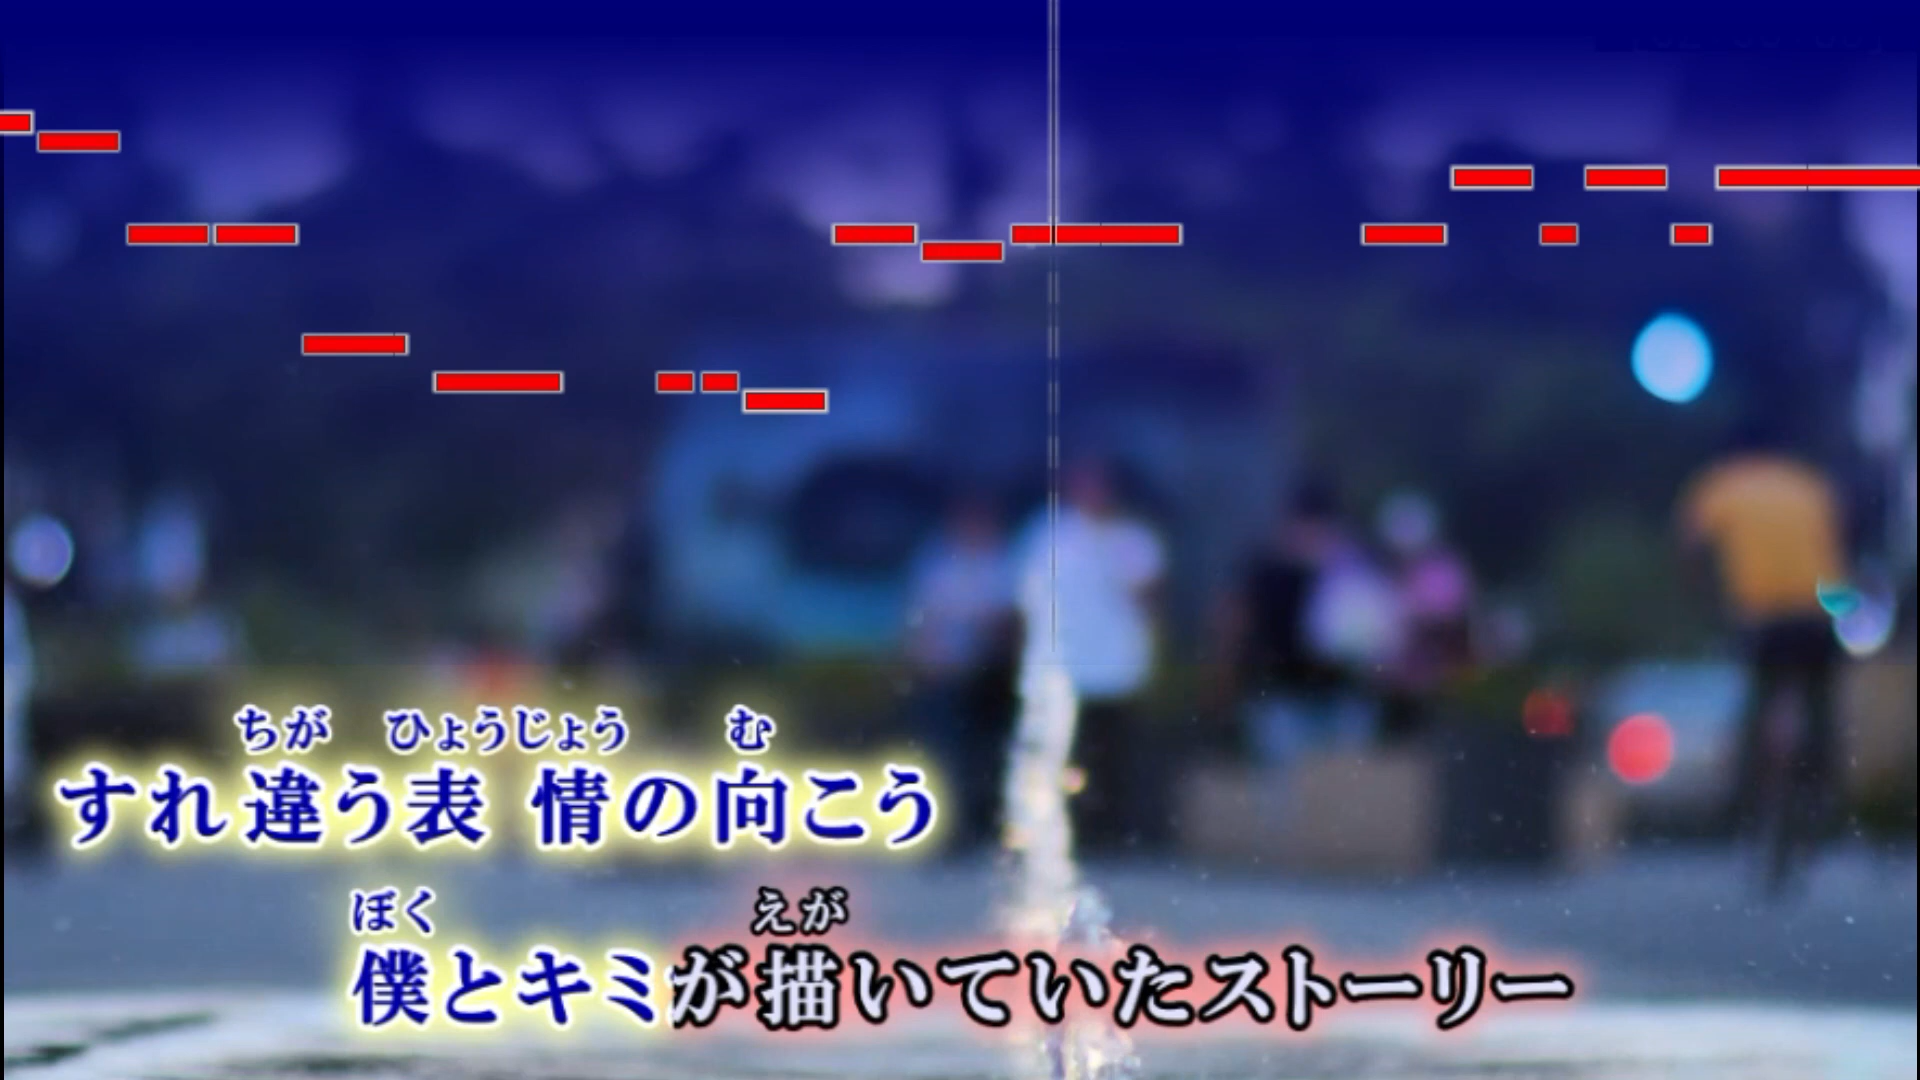 ちが ひょうじょう む
すれ違う表情の向こう
ぼく えが
僕とキミが描いていたストーリー